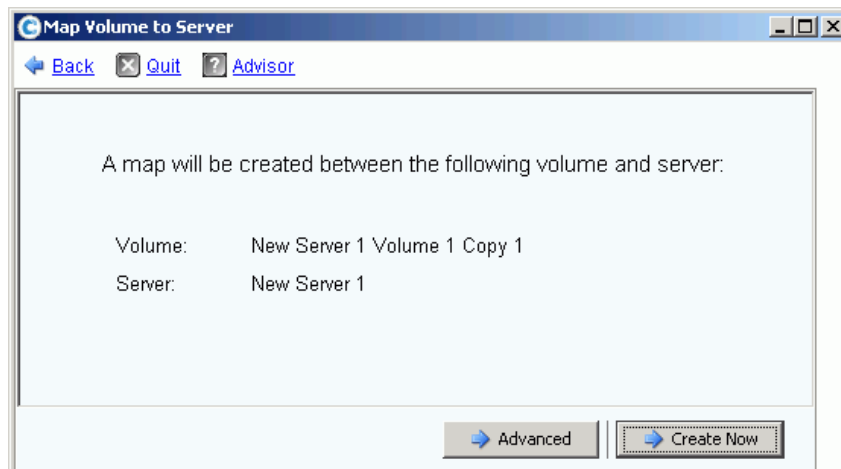 Map Volume to Server
Back Quit Advisor
A map will be created between the following volume and server:
Volume: New Server 1 Volume 1 Copy 1
Server: New Server 1
Advanced Create Now